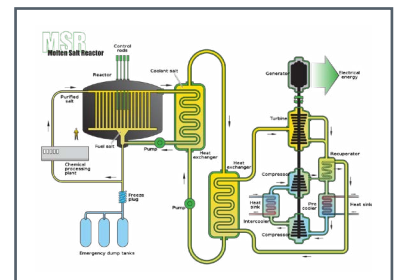 MSR
Molten Salt Reactor
Control
rods
Reactor
Coolant salt
Purified
salt
Fuel salt
Pump
Chemical
processing
plant
Freeze
plug
Emergency dump tanks
Heat
exchanger
Pump
Heat
exchanger
Generator
Electrical
energy
Turbine
Recuperator
Compressor
Heat
sink
Pre
cooler
Heat sink
Intercooler
Compressor